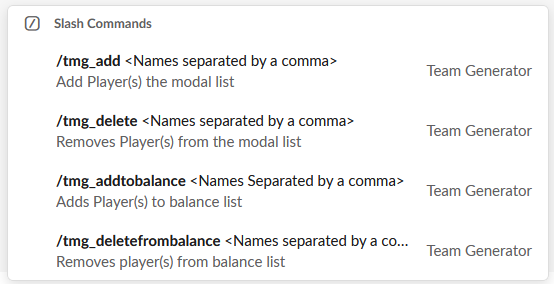 Slash Commands
/tmg_add <Names separated by a comma>
Add Player(s) the modal list
Team Generator
/tmg_delete <Names separated by a comma>
Removes Player(s) from the modal list
Team Generator
/tmg_addtobalance <Names Separated by a comma>
Adds Player(s) to balance list
Team Generator
/tmg_deletefrombalance <Names separated by a co...
Removes player(s) from balance list
Team Generator